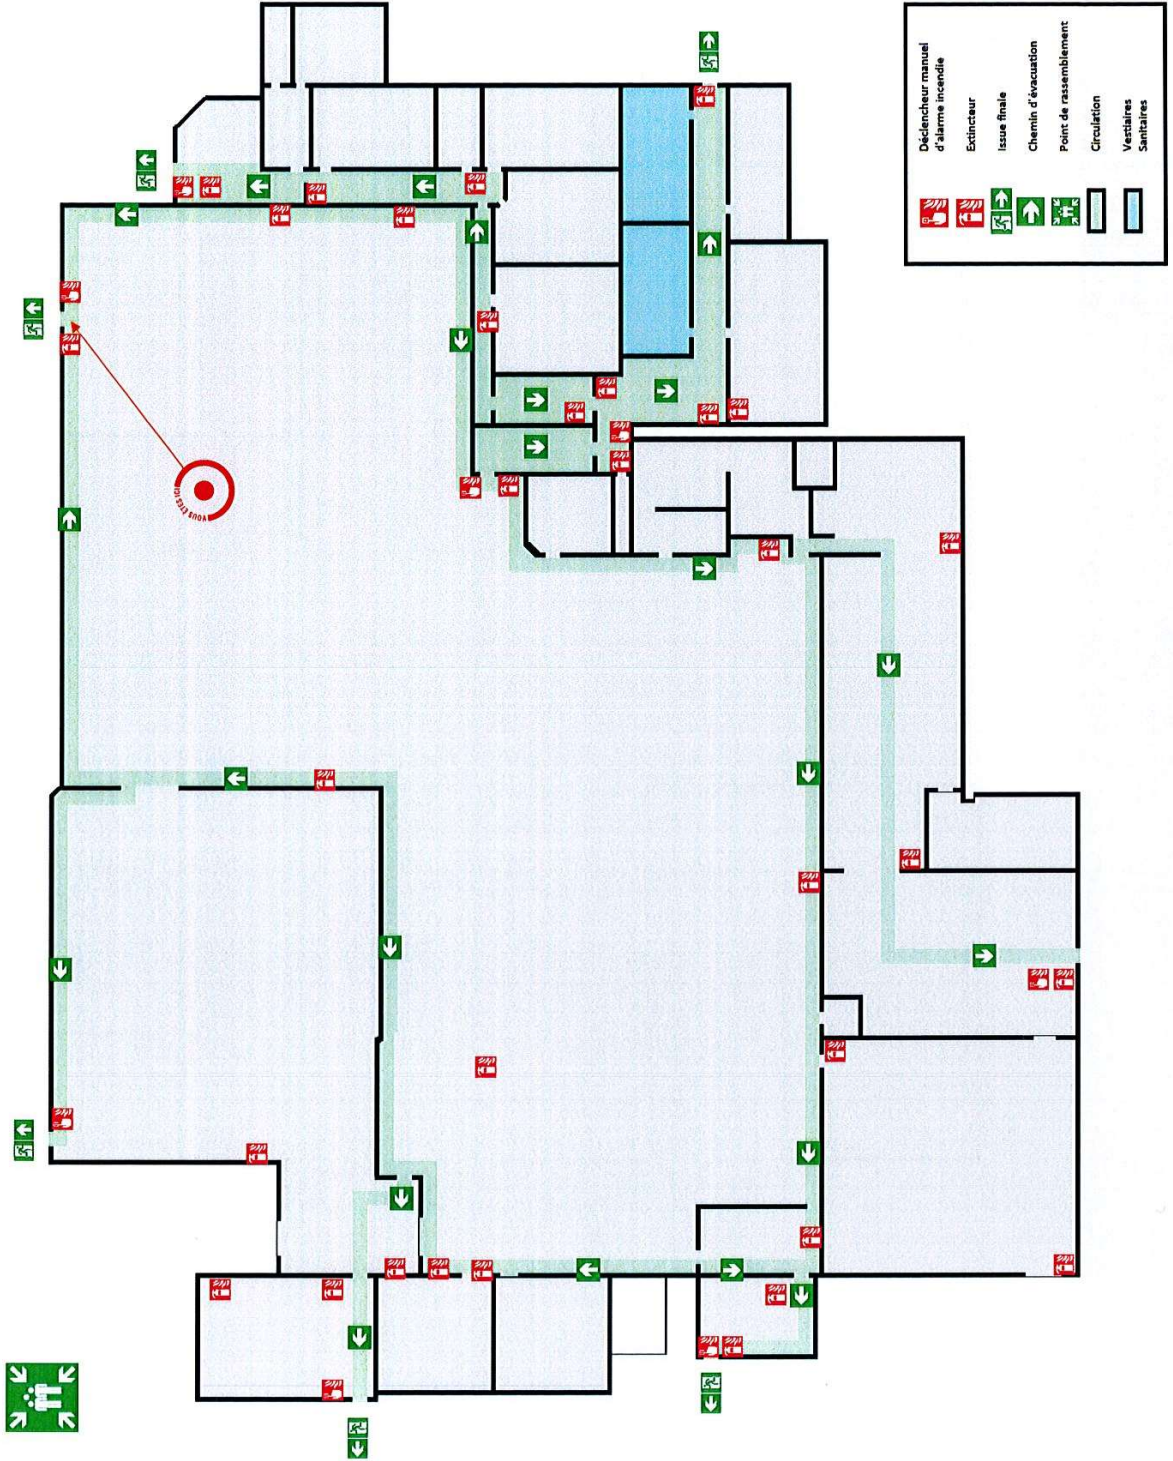 VOUS ÊTES ICI
Déclencheur manuel
d'alarme incendie
Extincteur
Issue finale
Chemin d'évacuation
Point de rassemblement
Circulation
Vestiaires
Sanitaires